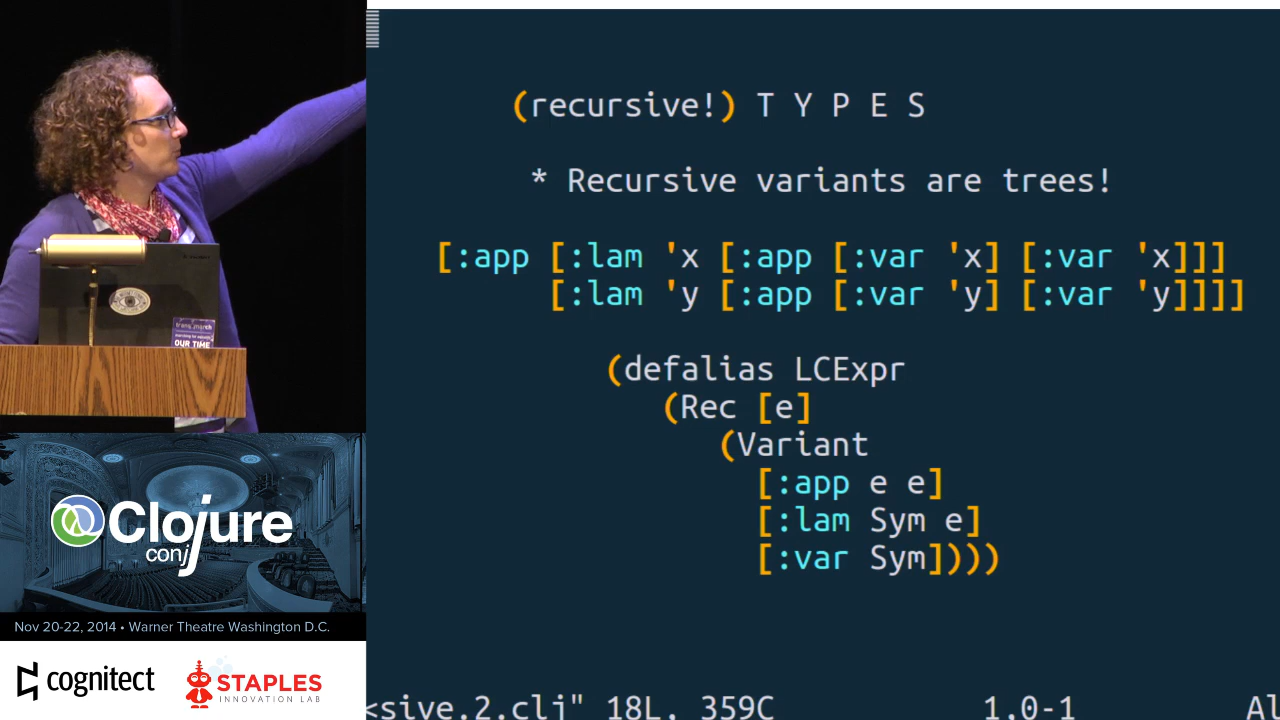 (recursive!) T Y P E S
* Recursive variants are trees!
[:app [:lam 'x [:app [:var 'x] [:var 'x]]]
[:lam 'y [:app [:var 'y] [:var 'y]]]]
(defalias LCExpr
(Rec [e]
(Variant
[:app e e]
[:lam Sym e]
[:var Sym])))
<sive.2.clj" 18L, 359C 1,0-1 Al
OUR TIME
Clojure
conj
Nov 20-22, 2014 • Warner Theatre Washington D.C.
cognitect
STAPLES
INNOVATION LAB